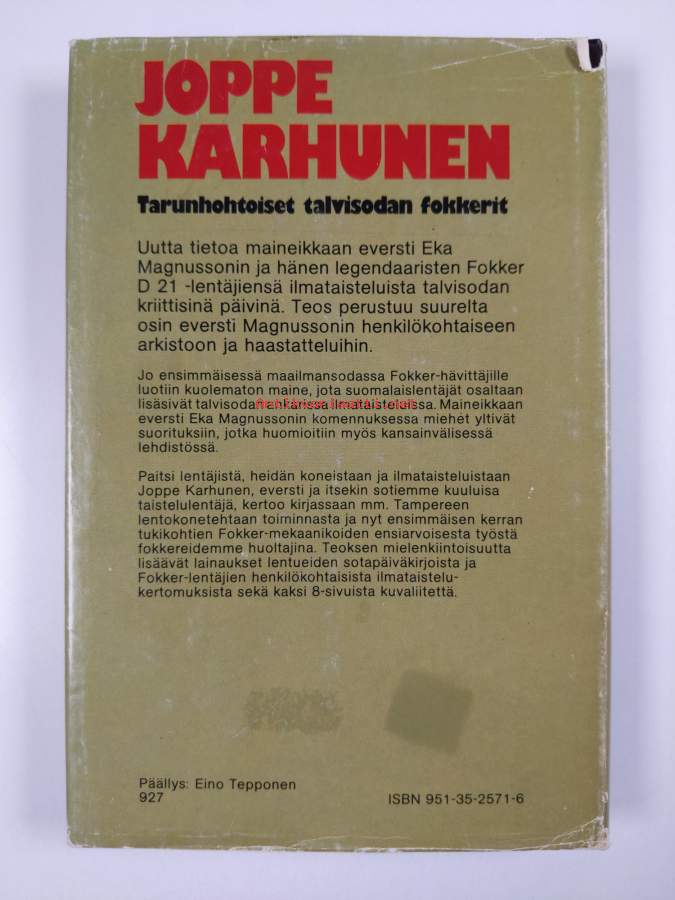 JOPPE
KARHUNEN
Tarunhohtoiset talvisodan fokkerit
Uutta tietoa maineikkaan eversti Eka
Magnussonin ja hänen legendaaristen Fokker
D 21 -lentäjiensä ilmataisteluista talvisodan
kriittisinä päivinä. Teos perustuu suurelta
osin eversti Magnussonin henkilökohtaiseen
arkistoon ja haastatteluihin.
Jo ensimmäisessä maailmansodassa Fokker-hävittäjille
luotiin kuolematon maine, jota suomalaislentäjät osaltaan
lisäsivät talvisodan ankarissa ilmataisteluissa. Maineikkaan
eversti Eka Magnussonin komennuksessa miehet yltivät
suorituksiin, jotka huomioitiin myös kansainvälisessä
lehdistössä.
Paitsi lentäjistä, heidän koneistaan ja ilmataisteluistaan
Joppe Karhunen, eversti ja itsekin sotiemme kuuluisa
taistelulentäjä, kertoo kirjassaan mm. Tampereen
lentokonetehtaan toiminnasta ja nyt ensimmäisen kerran
tukikohtien Fokker-mekaanikoiden ensiarvoisesta työstä
fokkereidemme huoltajina. Teoksen mielenkiintoisuutta
lisäävät lainaukset lentueiden sotapäiväkirjoista ja
Fokker-lentäjien henkilökohtaisista ilmataistelu-
kertomuksista sekä kaksi 8-sivuista kuvaliitettä.
Päällys: Eino Tepponen
927
ISBN 951-35-2571-6